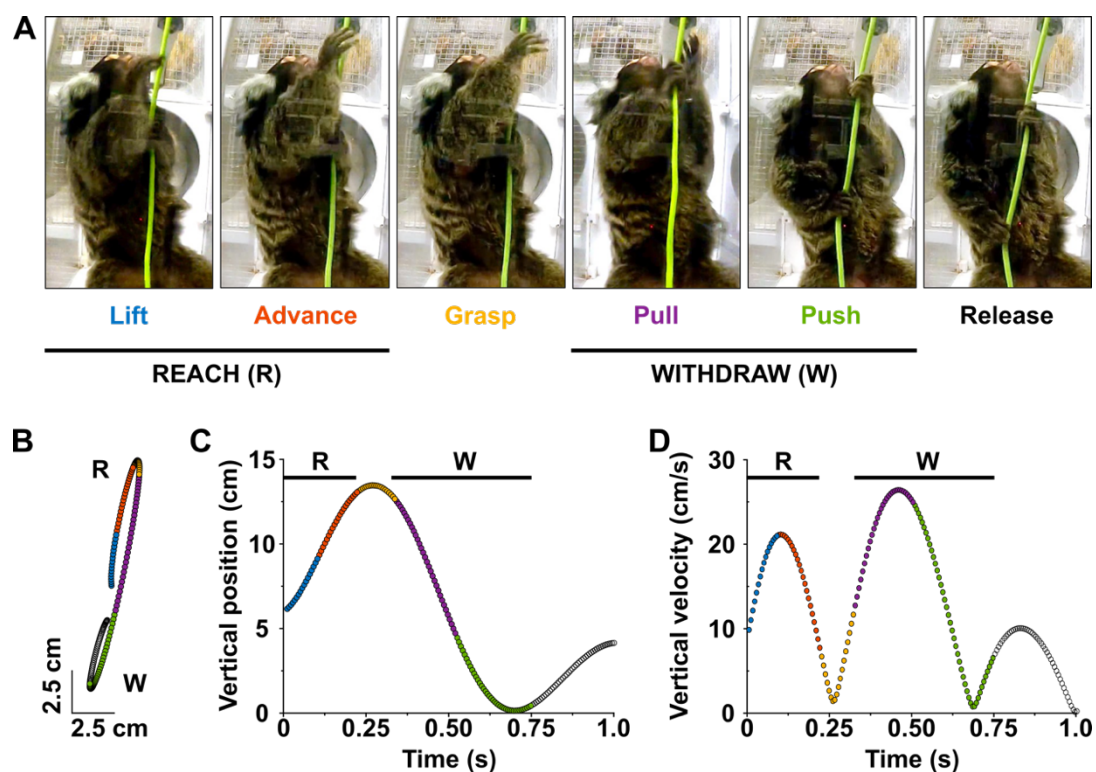 A
Lift Advance Grasp Pull Push Release
REACH (R) WITHDRAW (W)
B
R
W
2.5 cm
2.5 cm
C
R W
Vertical position (cm)
15
10
5
0
0 0.25 0.50 0.75 1.0
Time (s)
D
R W
Vertical velocity (cm/s)
30
20
10
0
0 0.25 0.50 0.75 1.0
Time (s)